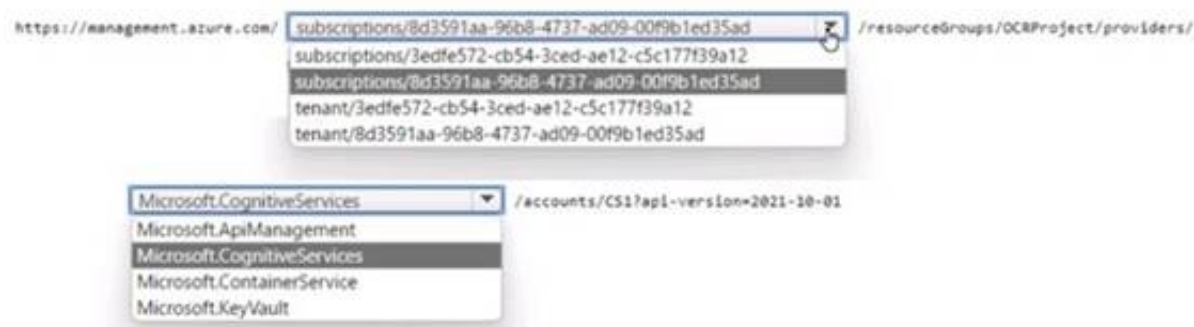 https://management.azure.com/ subscriptions/8d3591aa-96b8-4737-ad09-00f9b1ed35ad /resourceGroups/OCRProject/providers/
subscriptions/3edfe572-cb54-3ced-ae12-c5c177f39a12
subscriptions/8d3591aa-96b8-4737-ad09-00f9b1ed35ad
tenant/3edfe572-cb54-3ced-ae12-c5c177f39a12
tenant/8d3591aa-96b8-4737-ad09-00f9b1ed35ad
Microsoft.CognitiveServices /accounts/CS1?api-version=2021-10-01
Microsoft.ApiManagement
Microsoft.CognitiveServices
Microsoft.ContainerService
Microsoft.KeyVault